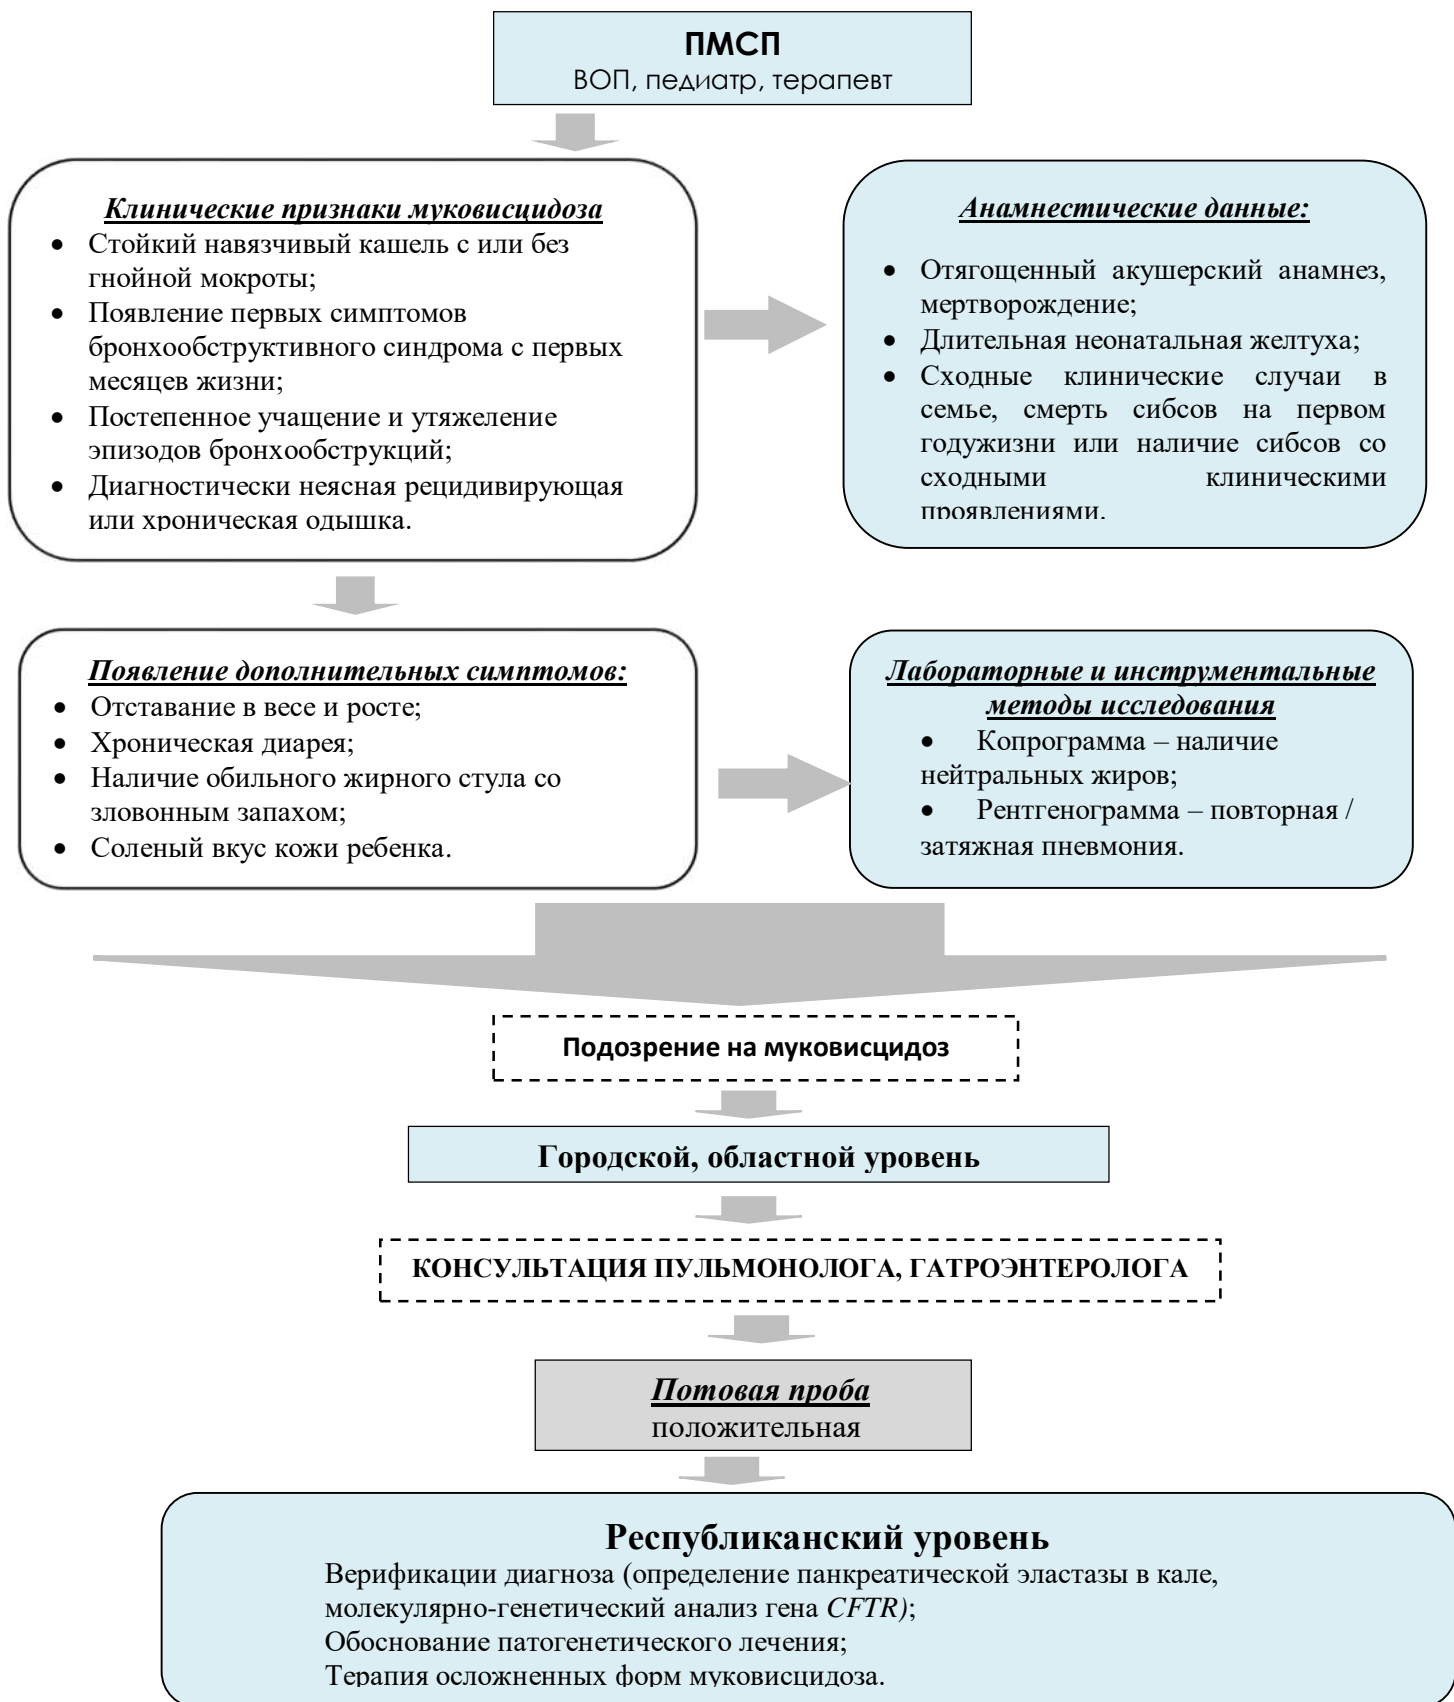 ПМСП
ВОП, педиатр, терапевт
Клинические признаки муковисцидоза
• Стойкий навязчивый кашель с или без
гнойной мокроты;
• Появление первых симптомов
бронхообструктивного синдрома с первых
месяцев жизни;
• Постепенное учащение и утяжеление
эпизодов бронхообструкций;
• Диагностически неясная рецидивирующая
или хроническая одышка.
Анамнестические данные:
• Отягощенный акушерский анамнез,
мертворождение;
• Длительная неонатальная желтуха;
• Сходные клинические случаи в
семье, смерть сибсов на первом
годужизни или наличие сибсов со
сходными клиническими
проявлениями.
Появление дополнительных симптомов:
• Отставание в весе и росте;
• Хроническая диарея;
• Наличие обильного жирного стула со
зловонным запахом;
• Соленый вкус кожи ребенка.
Лабораторные и инструментальные
методы исследования
• Копрограмма – наличие
нейтральных жиров;
• Рентгенограмма – повторная /
затяжная пневмония.
Подозрение на муковисцидоз
Городской, областной уровень
КОНСУЛЬТАЦИЯ ПУЛЬМОНОЛОГА, ГАТРОЭНТЕРОЛОГА
Потовая проба
положительная
Республиканский уровень
Верификации диагноза (определение панкреатической эластазы в кале,
молекулярно-генетический анализ гена CFTR);
Обоснование патогенетического лечения;
Терапия осложненных форм муковисцидоза.